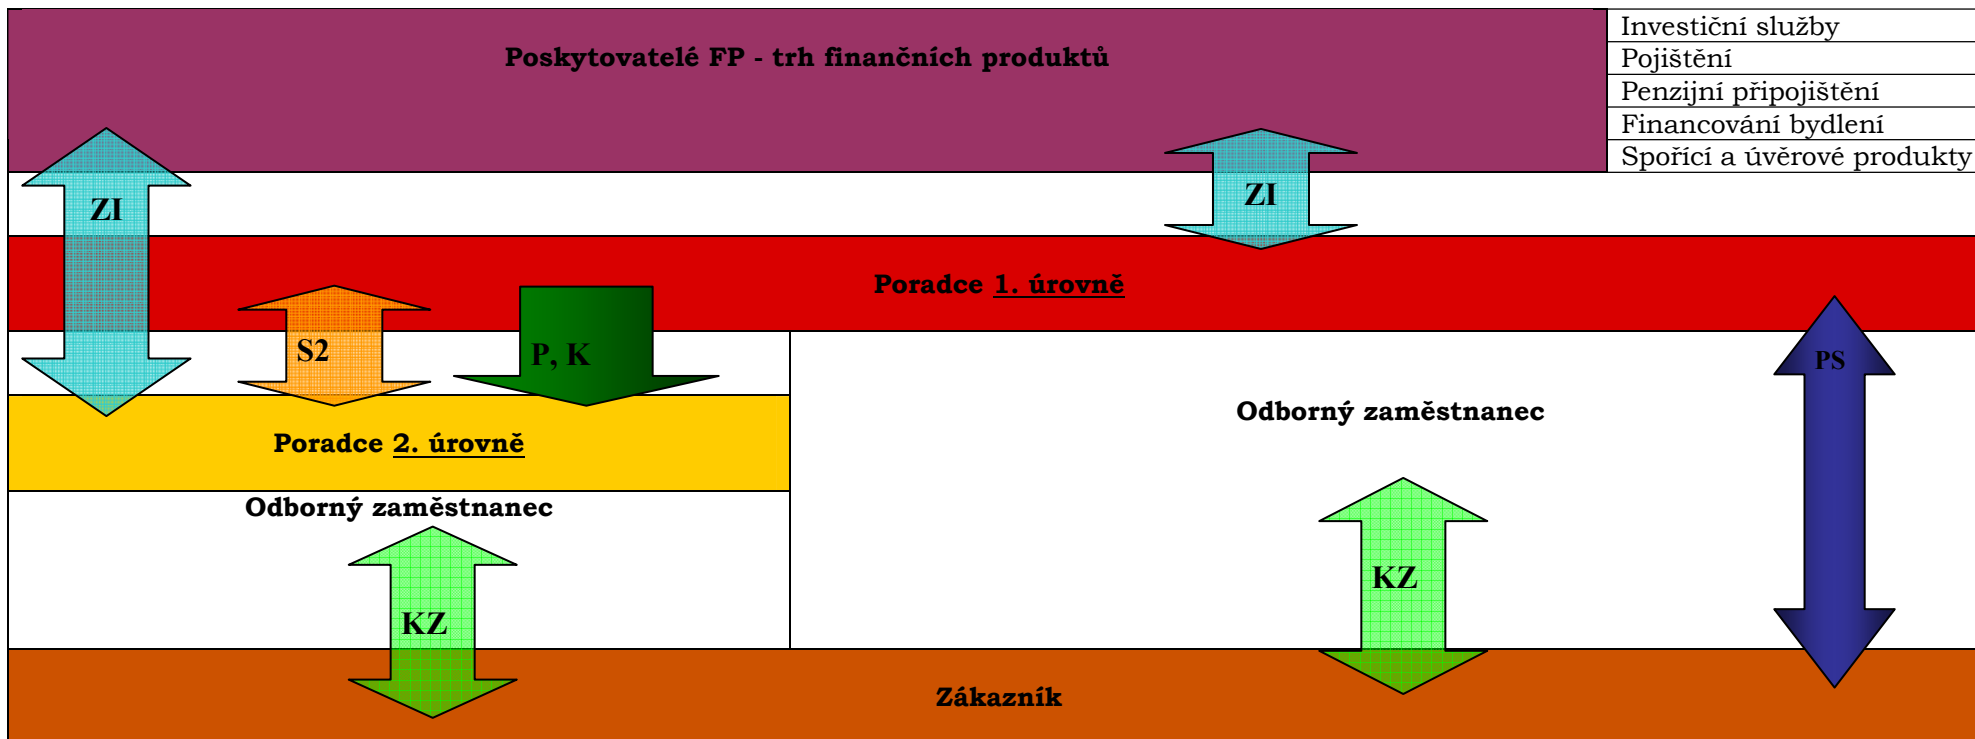 Poskytovatelé FP - trh finančních produktů
Investiční služby
Pojištění
Penzijní připojištění
Financování bydlení
Spořící a úvěrové produkty
ZI
ZI
Poradce 1. úrovně
S2
P, K
PS
Odborný zaměstnanec
Poradce 2. úrovně
Odborný zaměstnanec
KZ
KZ
Zákazník